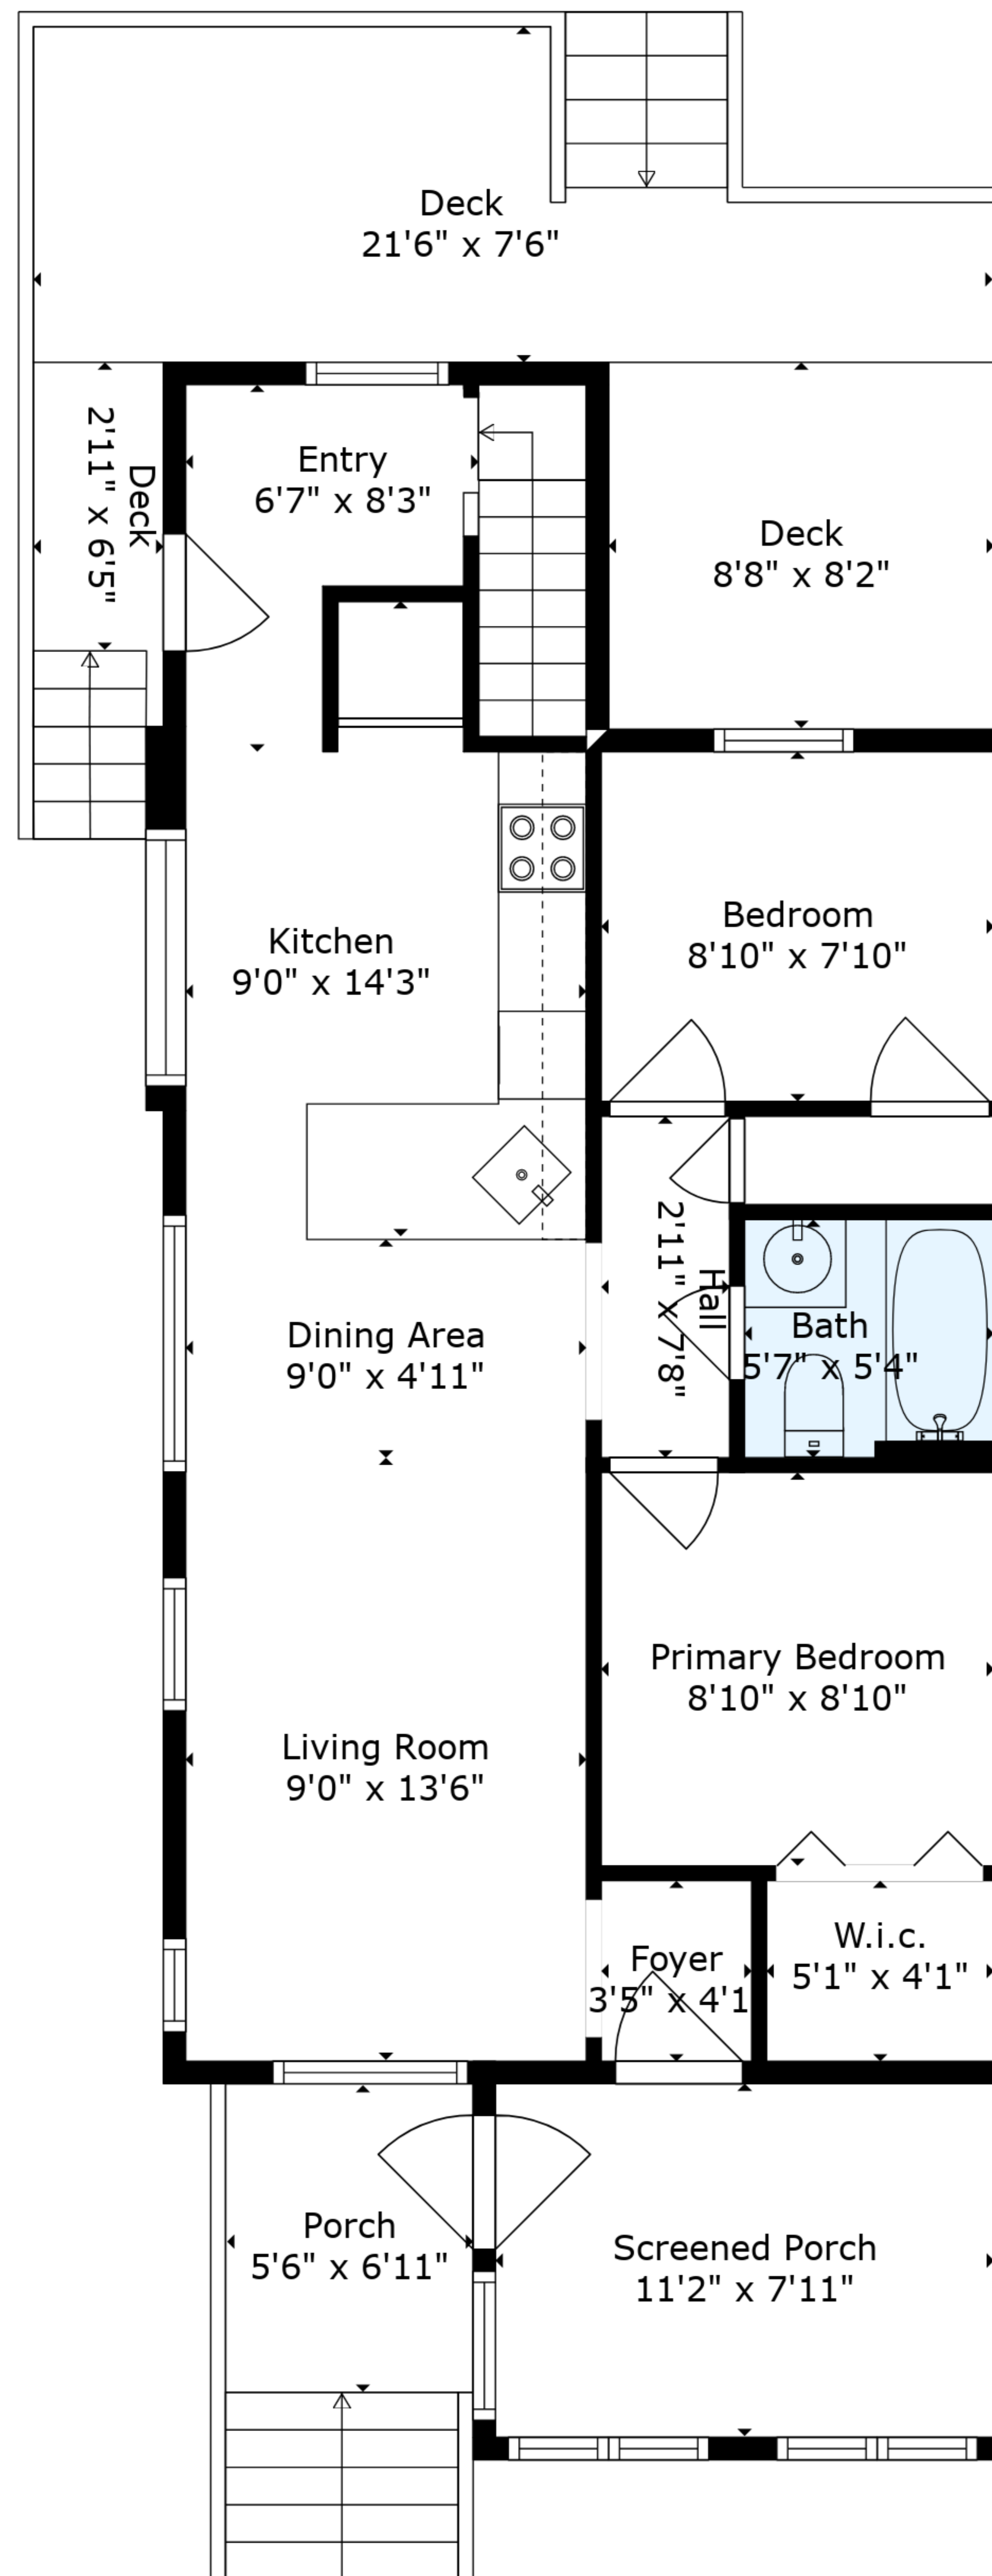 Deck
21'6" x 7'6"
Deck
2'11" x 6'5"
Entry
6'7" x 8'3"
Deck
8'8" x 8'2"
Kitchen
9'0" x 14'3"
Bedroom
8'10" x 7'10"
Hall
2'11" x 7'8"
Dining Area
9'0" x 4'11"
Bath
5'7" x 5'4"
Primary Bedroom
8'10" x 8'10"
Living Room
9'0" x 13'6"
Foyer
3'5" x 4'1
W.i.c.
5'1" x 4'1"
Porch
5'6" x 6'11"
Screened Porch
11'2" x 7'11"